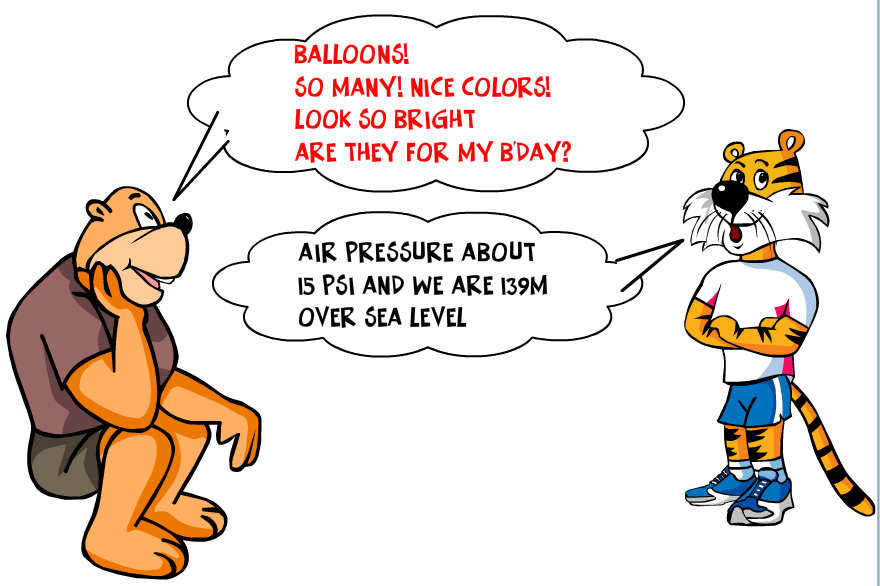 BALLOONS!
SO MANY! NICE COLORS!
LOOK SO BRIGHT
ARE THEY FOR MY B'DAY?
AIR PRESSURE ABOUT
15 PSI AND WE ARE 139M
OVER SEA LEVEL